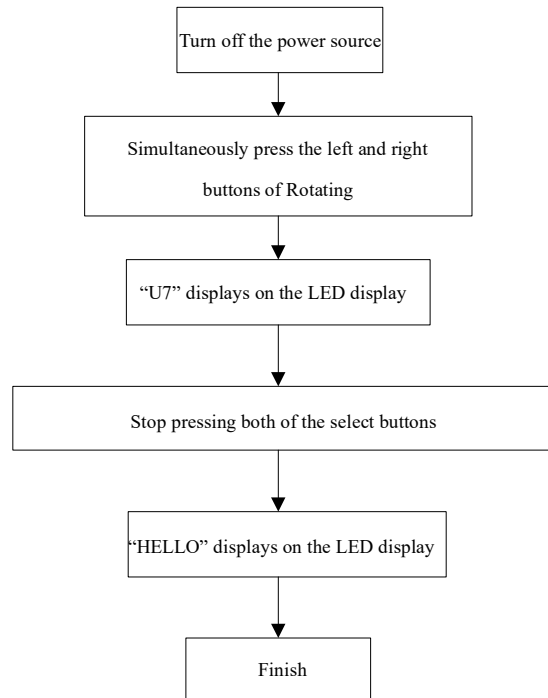 Turn off the power source
Simultaneously press the left and right
buttons of Rotating
“U7” displays on the LED display
Stop pressing both of the select buttons
“HELLO” displays on the LED display
Finish